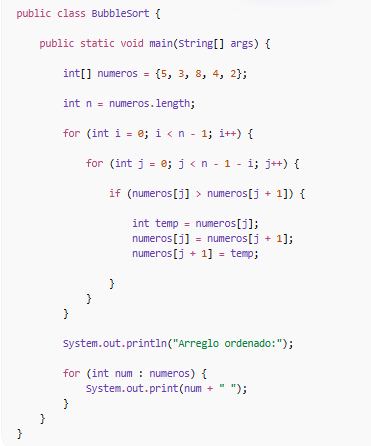 public class BubbleSort {
public static void main(String[] args) {
int[] numeros = {5, 3, 8, 4, 2};
int n = numeros.length;
for (int i = 0; i < n - 1; i++) {
for (int j = 0; j < n - 1 - i; j++) {
if (numeros[j] > numeros[j + 1]) {
int temp = numeros[j];
numeros[j] = numeros[j + 1];
numeros[j + 1] = temp;
}
}
}
System.out.println("Arreglo ordenado:");
for (int num : numeros) {
System.out.print(num + " ");
}
}
}